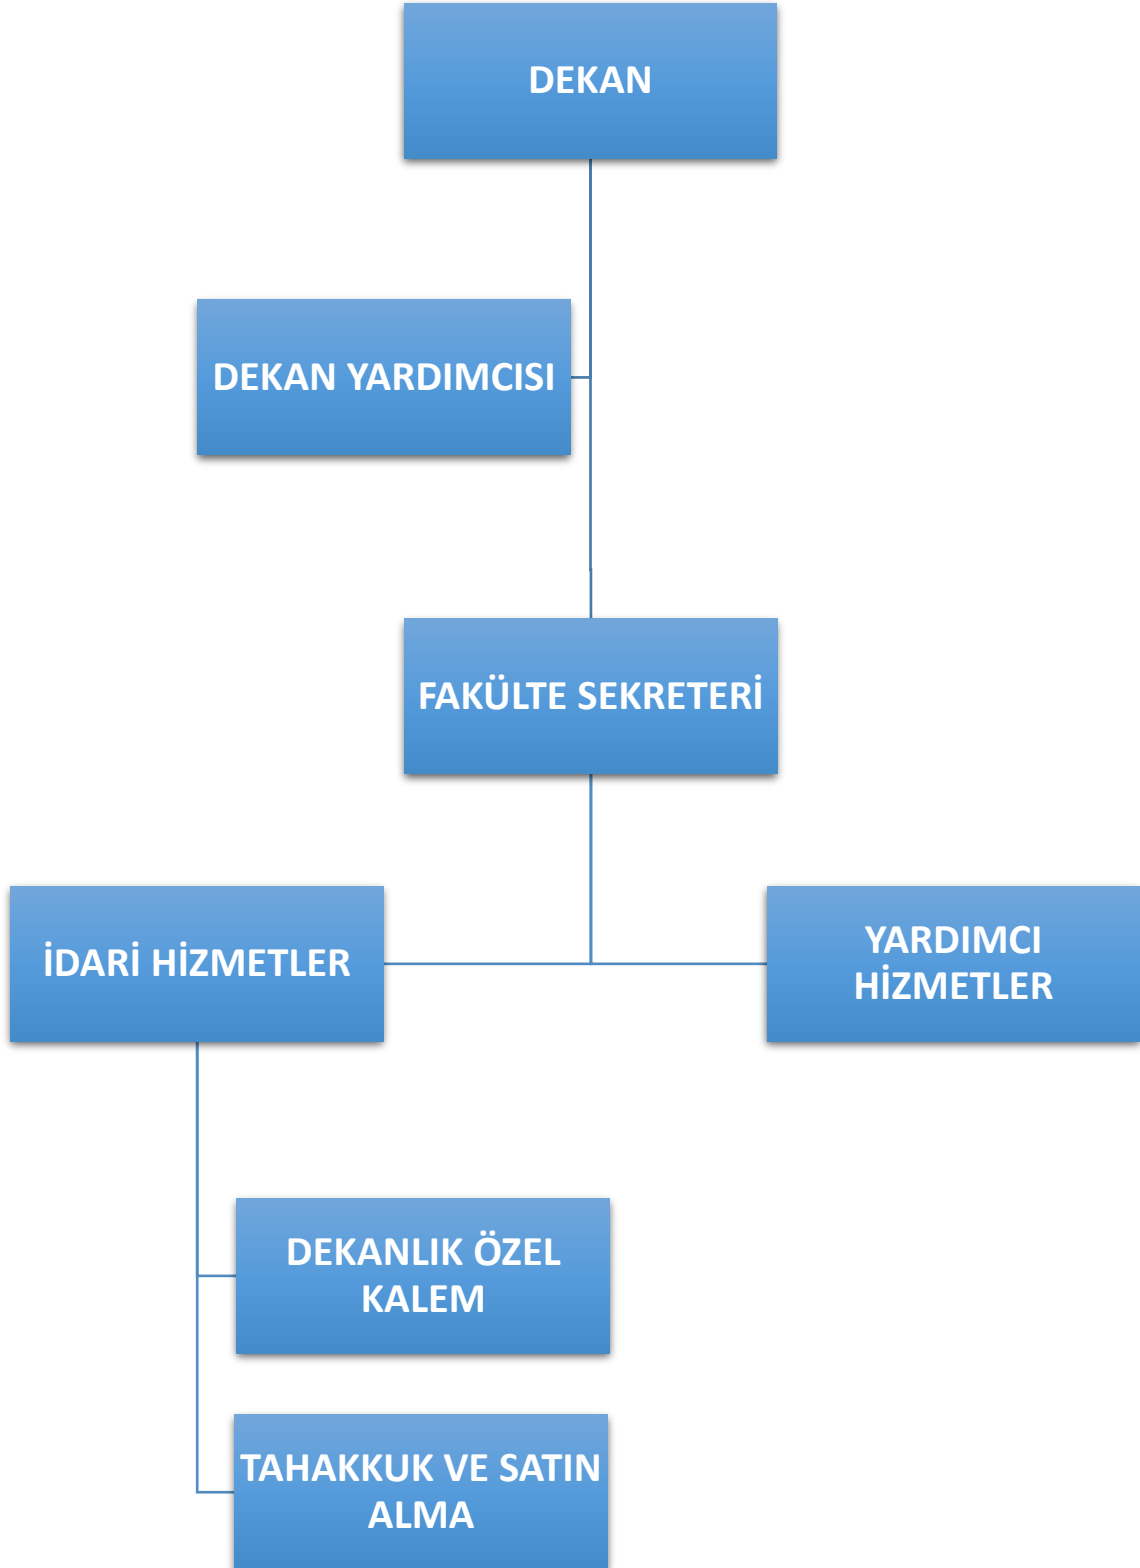 DEKAN
DEKAN YARDIMCISI
FAKÜLTE SEKRETERİ
İDARİ HİZMETLER
YARDIMCI
HİZMETLER
DEKANLIK ÖZEL
KALEM
TAHAKKUK VE SATIN
ALMA